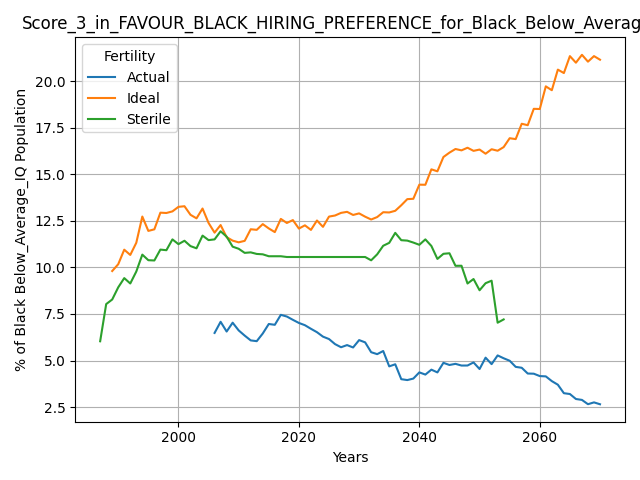 Score_3_in_FAVOUR_BLACK_HIRING_PREFERENCE_for_Black_Below_Averag
Fertility
Actual
Ideal
Sterile
% of Black Below_Average_IQ Population
20.0
17.5
15.0
12.5
10.0
7.5
5.0
2.5
2000
2020
2040
2060
Years